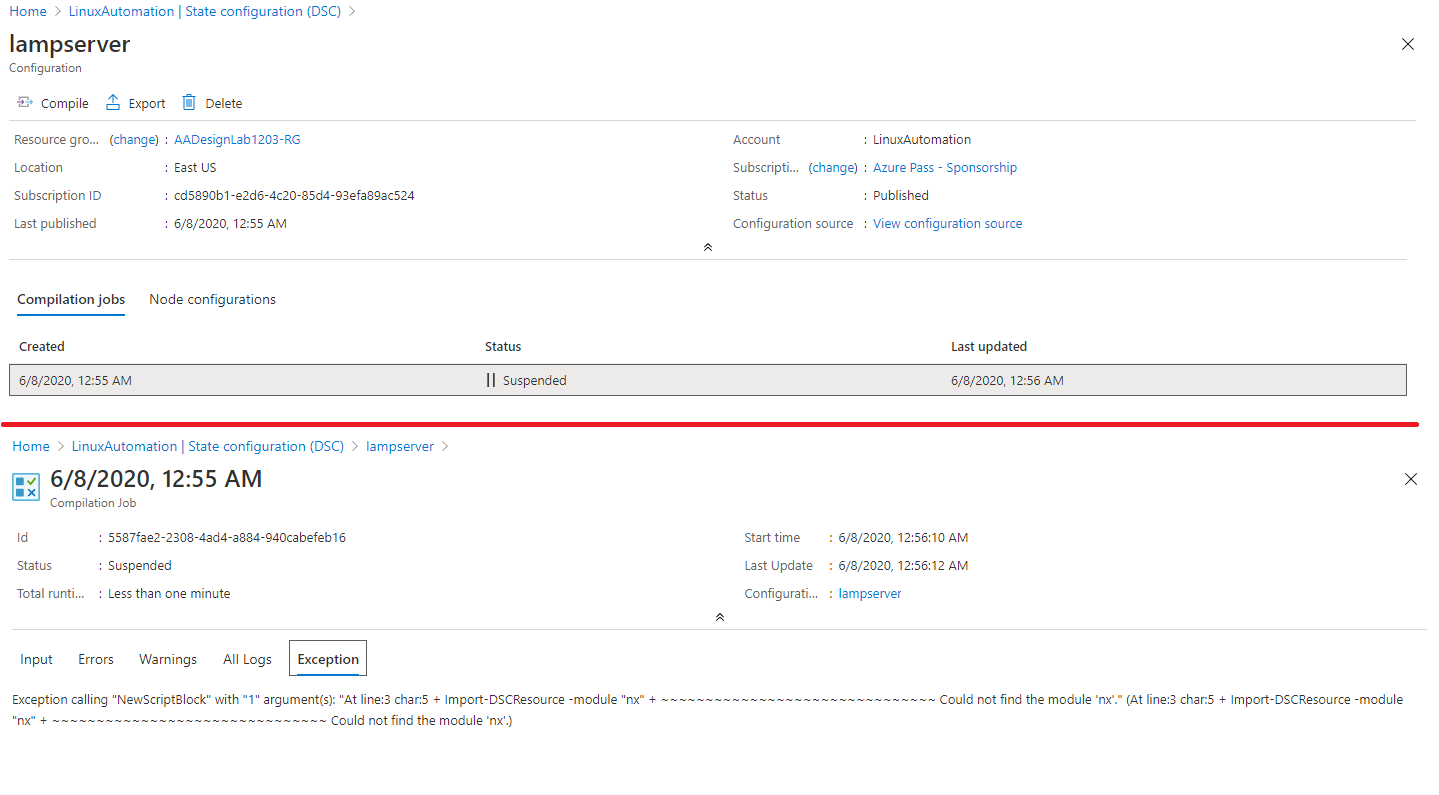 Home > LinuxAutomation | State configuration (DSC) >
lampserver
Configuration
Compile Export Delete
Resource gro... (change) : AADesignLab1203-RG Account : LinuxAutomation
Location : East US Subscripti... (change) : Azure Pass - Sponsorship
Subscription ID : cd5890b1-e2d6-4c20-85d4-93efa89ac524 Status : Published
Last published : 6/8/2020, 12:55 AM Configuration source : View configuration source
Compilation jobs Node configurations
Created Status Last updated
6/8/2020, 12:55 AM Suspended 6/8/2020, 12:56 AM
Home > LinuxAutomation | State configuration (DSC) > lampserver >
6/8/2020, 12:55 AM
Compilation Job
Id : 5587fae2-2308-4ad4-a884-940cabefeb16 Start time : 6/8/2020, 12:56:10 AM
Status : Suspended Last Update : 6/8/2020, 12:56:12 AM
Total runti... : Less than one minute Configurati... : lampserver
Input Errors Warnings All Logs Exception
Exception calling "NewScriptBlock" with "1" argument(s): "At line:3 char:5 + Import-DSCResource -module "nx" + ~~~~~~~~~~~~~~~~~~~~~~~~~~~~~~~ Could not find the module 'nx'." (At line:3 char:5 + Import-DSCResource -module
"nx" + ~~~~~~~~~~~~~~~~~~~~~~~~~~~~~~~ Could not find the module 'nx'.)